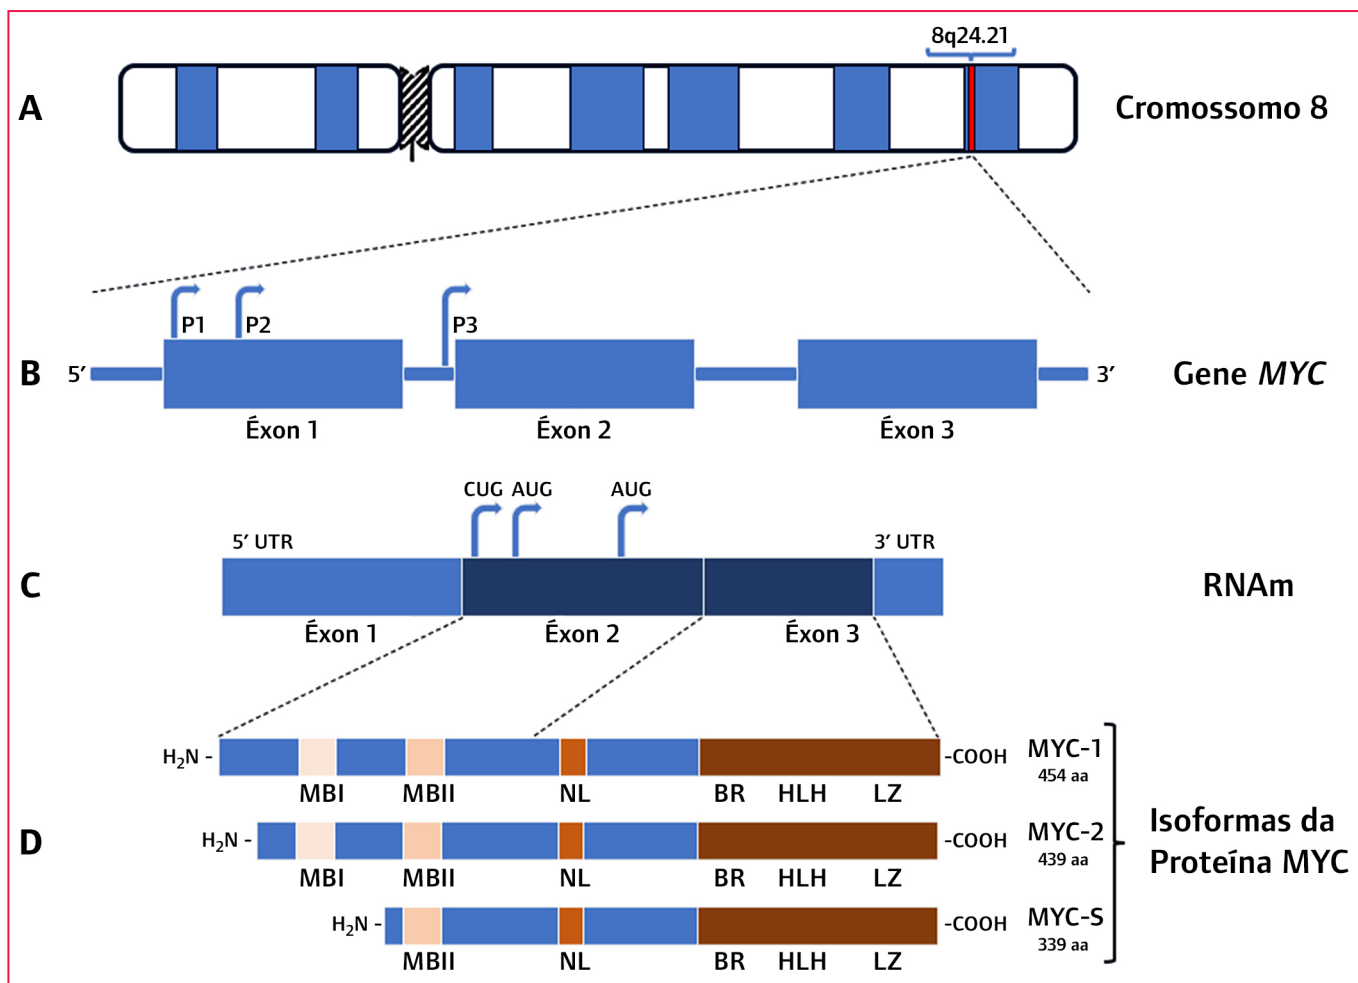 8q24.21
A
Cromossomo 8
P1 P2 P3
B 5′ 3′ Gene MYC
Éxon 1 Éxon 2 Éxon 3
CUG AUG AUG
5′ UTR 3′ UTR
C RNAm
Éxon 1 Éxon 2 Éxon 3
H₂N - -COOH MYC-1
454 aa
MBI MBII NL BR HLH LZ
D
H₂N - -COOH MYC-2
439 aa
MBI MBII NL BR HLH LZ
Isoformas da
Proteína MYC
H₂N - -COOH MYC-S
339 aa
MBII NL BR HLH LZ